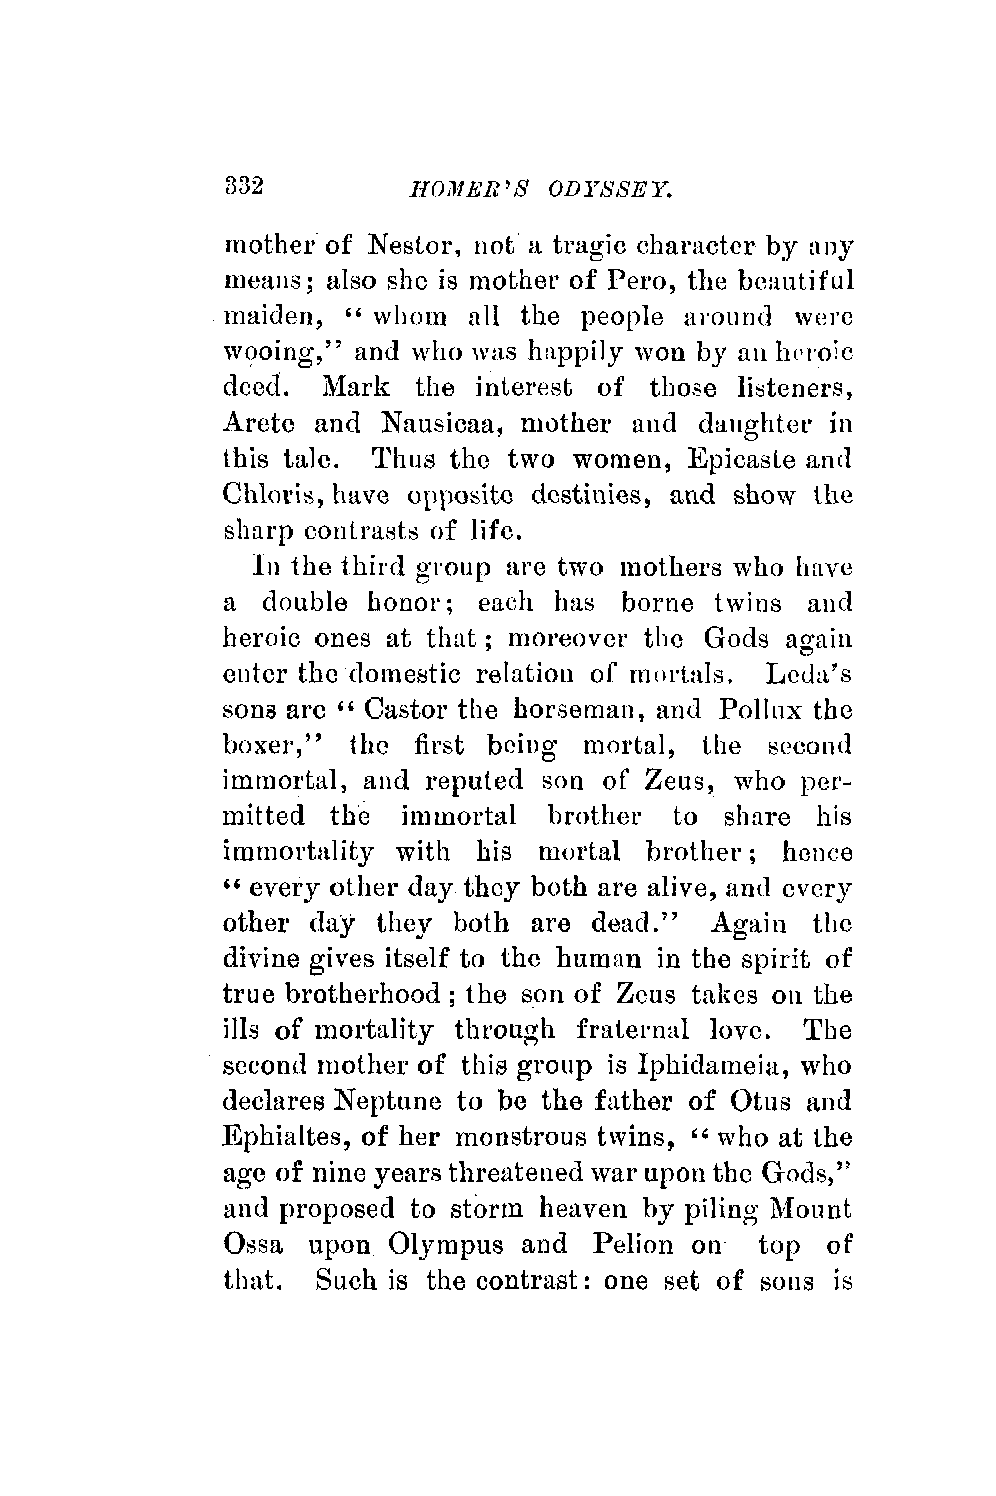 332 HOMER'S ODYSSEY.
mother of Nestor, not a tragic character by any
means; also she is mother of Pero, the beautiful
maiden, “ whom all the people around were
wooing,” and who was happily won by an heroic
deed. Mark the interest of those listeners,
Arete and Nausicaa, mother and daughter in
this tale. Thus the two women, Epicaste and
Chloris, have opposite destinies, and show the
sharp contrasts of life.
In the third group are two mothers who have
a double honor; each has borne twins and
heroic ones at that; moreover the Gods again
enter the domestic relation of mortals. Leda's
sons are “ Castor the horseman, and Pollux the
boxer,” the first being mortal, the second
immortal, and reputed son of Zeus, who per-
mitted the immortal brother to share his
immortality with his mortal brother; hence
“ every other day they both are alive, and every
other day they both are dead.” Again the
divine gives itself to the human in the spirit of
true brotherhood; the son of Zeus takes on the
ills of mortality through fraternal love. The
second mother of this group is Iphidameia, who
declares Neptune to be the father of Otus and
Ephialtes, of her monstrous twins, “ who at the
age of nine years threatened war upon the Gods,”
and proposed to storm heaven by piling Mount
Ossa upon Olympus and Pelion on top of
that. Such is the contrast: one set of sons is